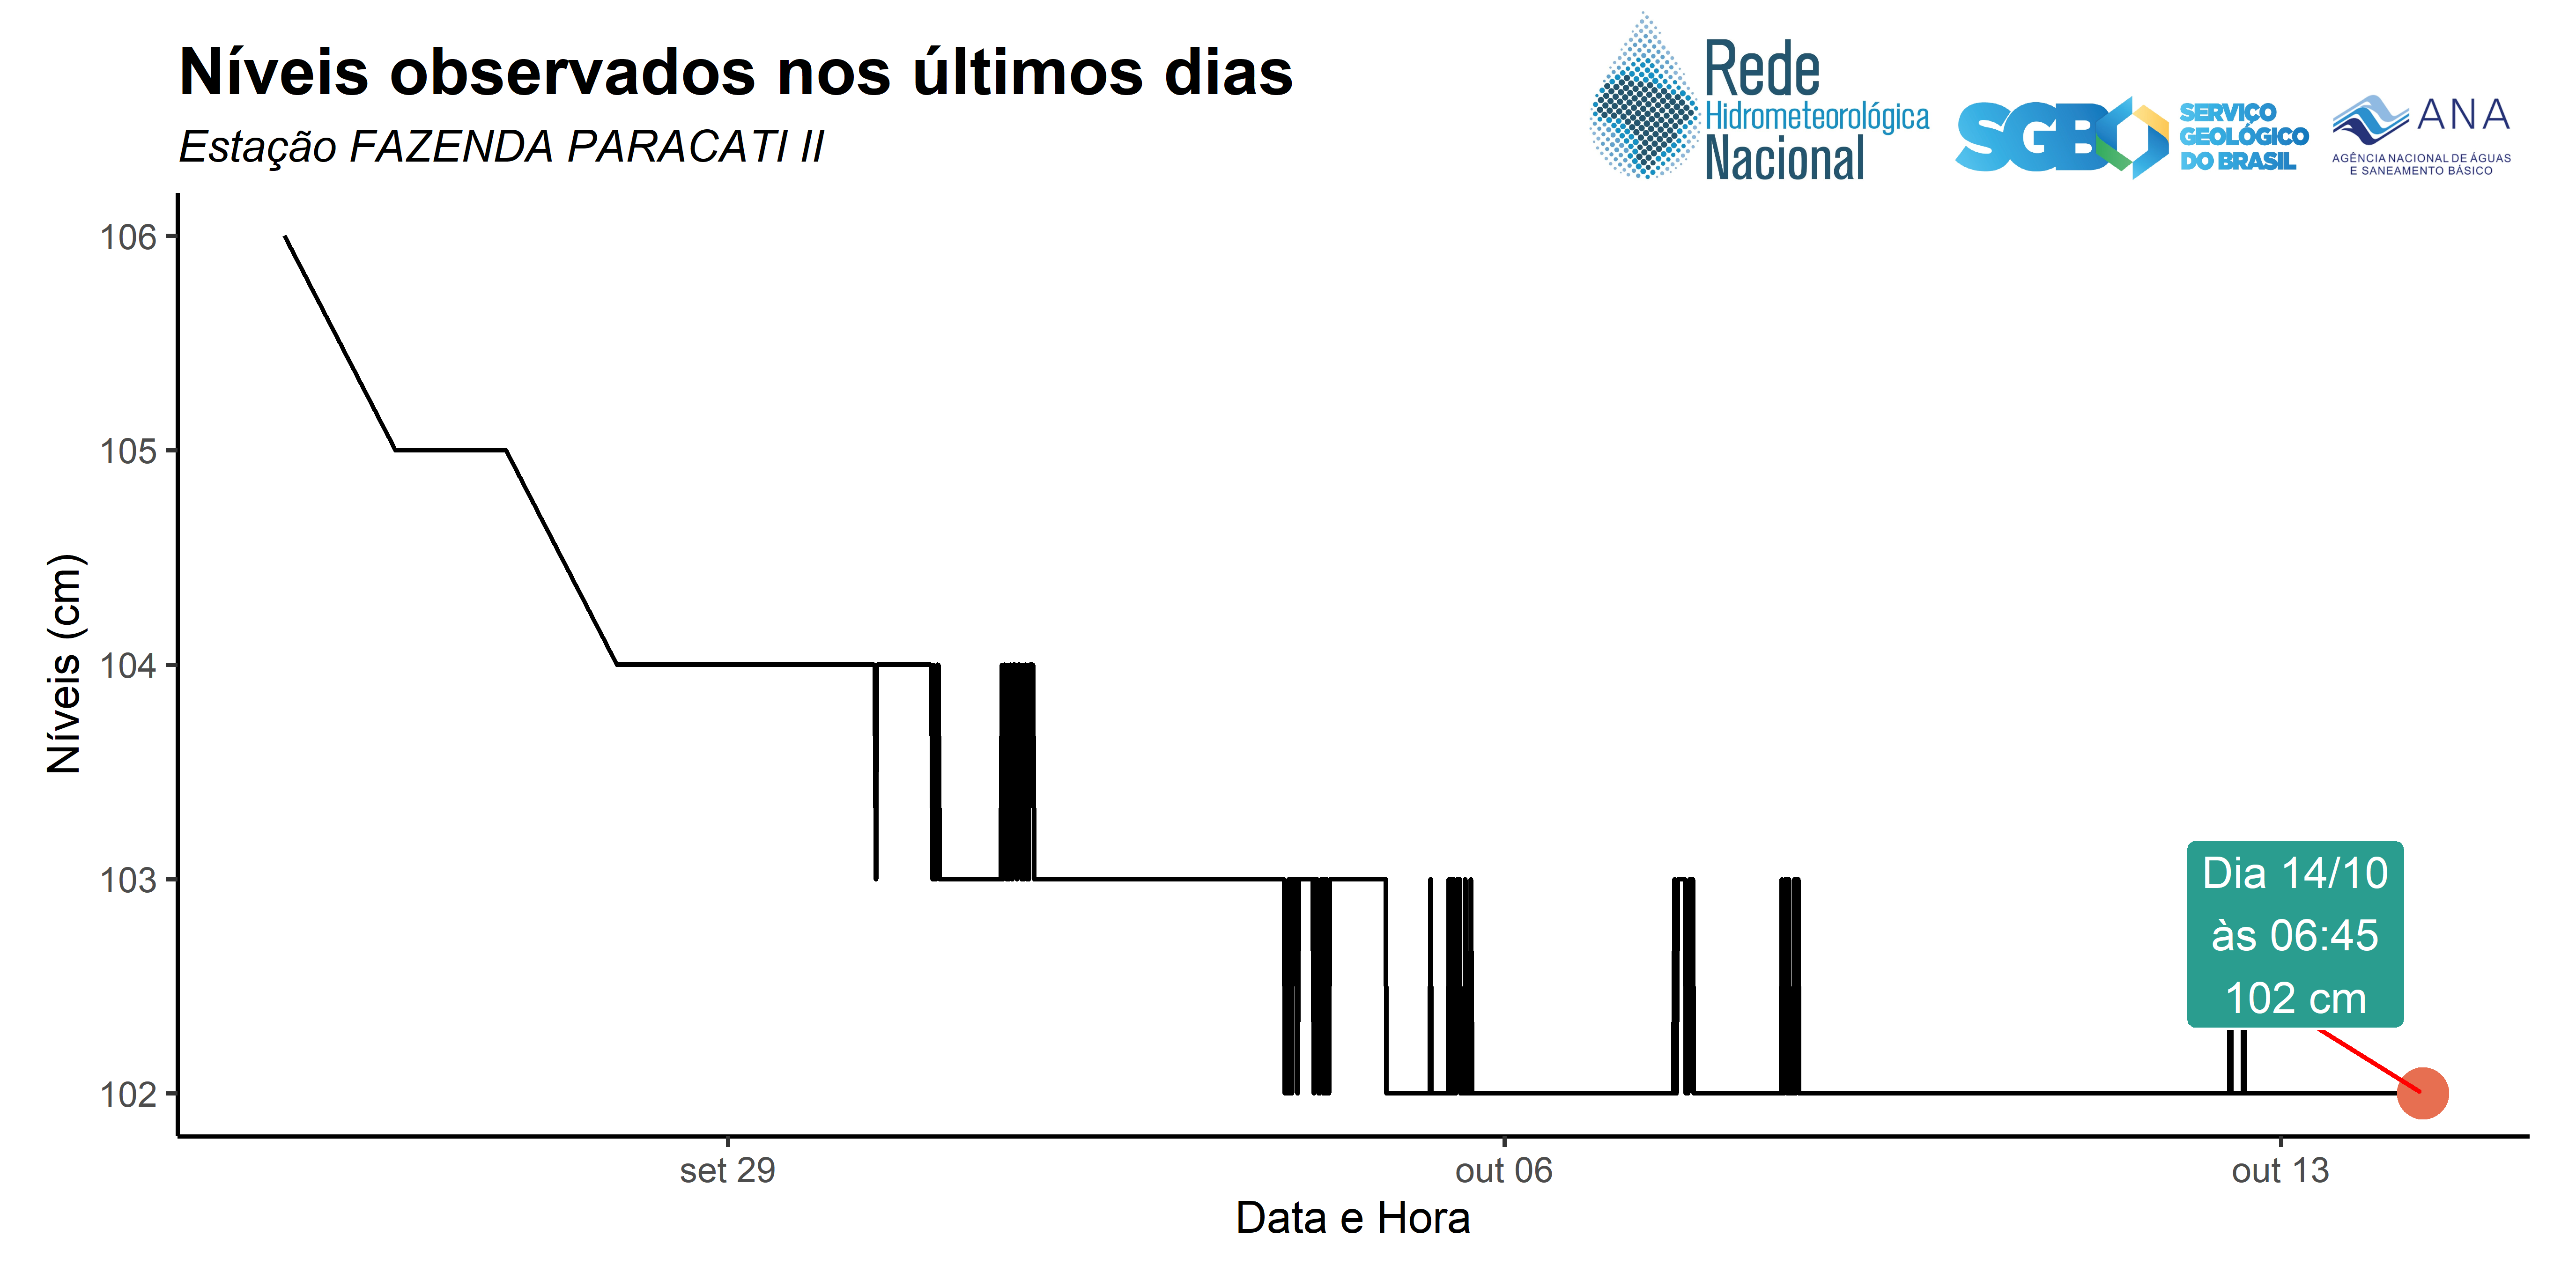 Níveis observados nos últimos dias
Estação FAZENDA PARACATI II
Rede
Hidrometeorológica
Nacional
SGB
SERVIÇO
GEOLÓGICO
DO BRASIL
ANA
AGÊNCIA NACIONAL DE ÁGUAS
E SANEAMENTO BÁSICO
Níveis (cm)
106
105
104
103
102
Dia 14/10
às 06:45
102 cm
set 29
out 06
out 13
Data e Hora